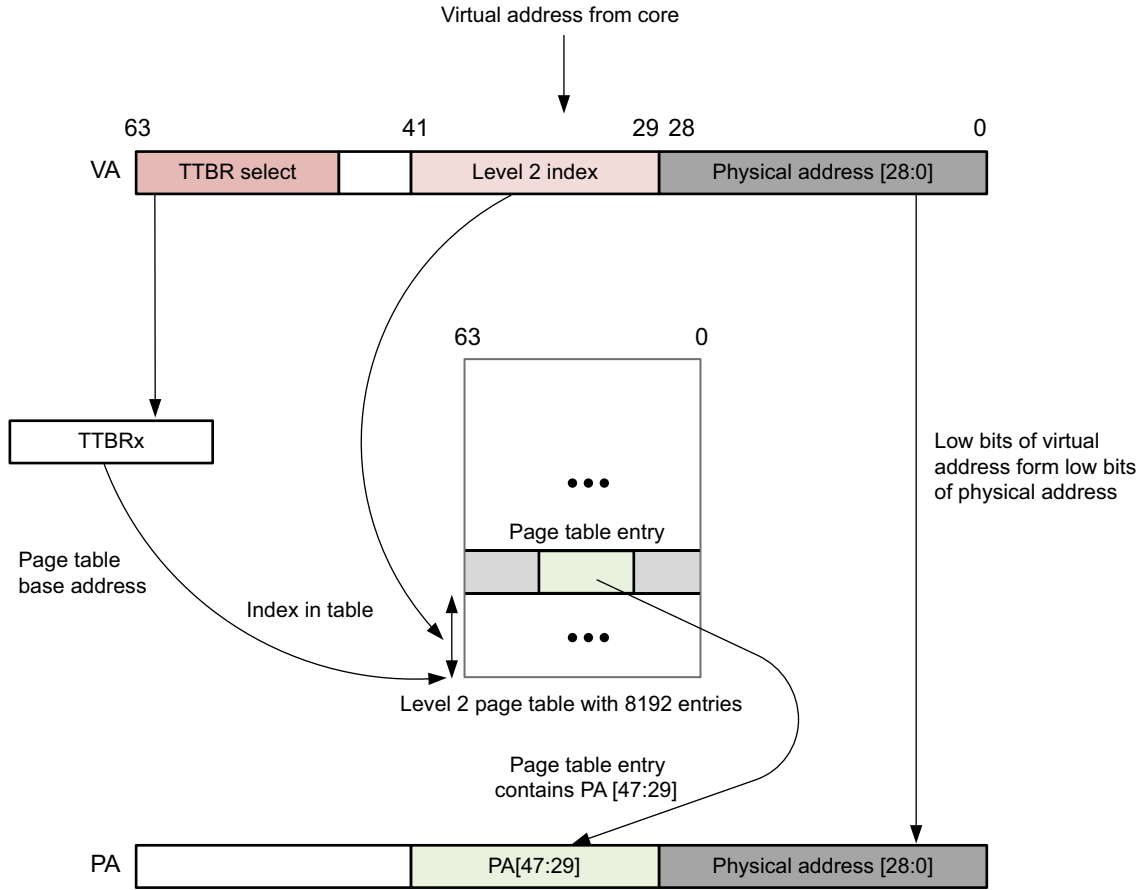 Virtual address from core
63 41 29 28 0
VA TTBR select Level 2 index Physical address [28:0]
63 0
TTBRx
Low bits of virtual
address form low bits
of physical address
Page table entry
Page table
base address
Index in table
Level 2 page table with 8192 entries
Page table entry
contains PA [47:29]
PA PA[47:29] Physical address [28:0]